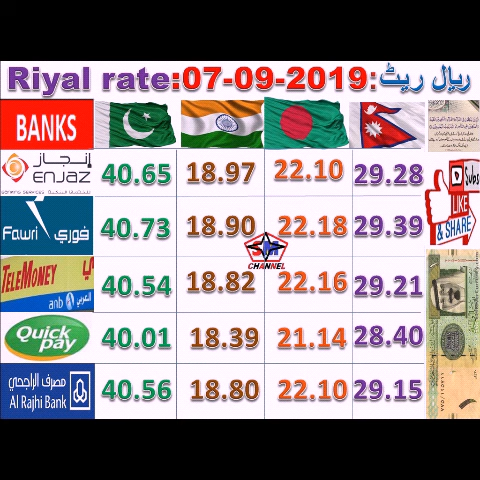 Riyal rate:07-09-2019:ریال ریٹ
BANKS
إنجاز
ENJAZ
40.65 18.97 22.10 29.28
Subs
LIKE
& SHARE
Fawri فوري
40.73 18.90 22.18 29.39
CHANNEL
TELEMONEY
anb العربي
40.54 18.82 22.16 29.21
Quick
pay
40.01 18.39 21.14 28.40
مصرف الراجحي
Al Rajhi Bank
40.56 18.80 22.10 29.15